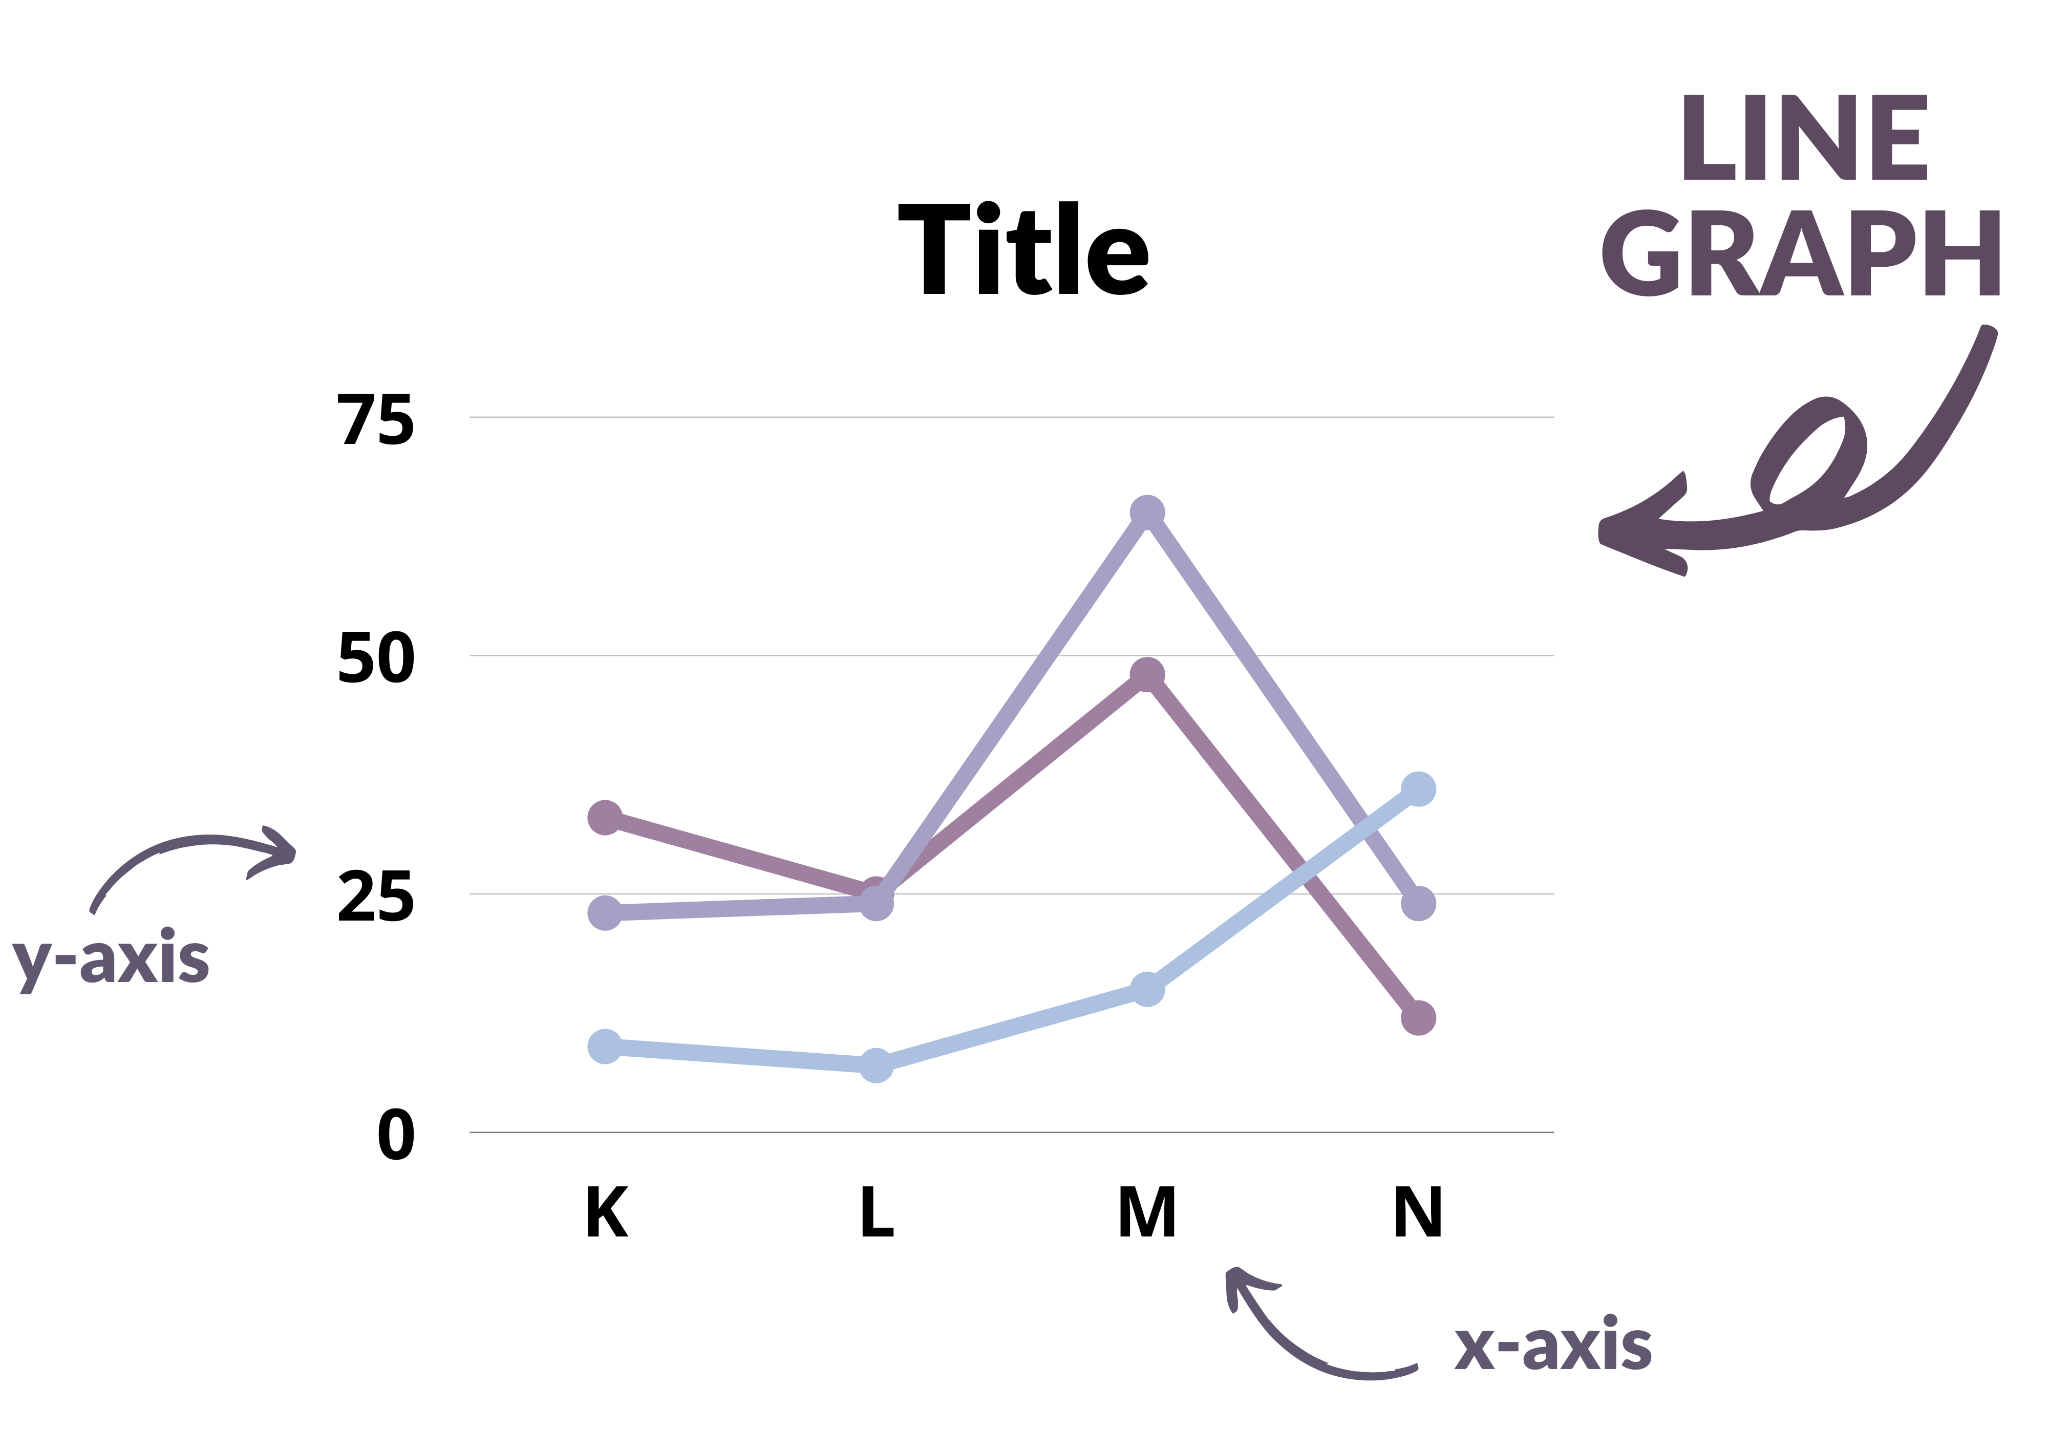 LINE
GRAPH
Title
75
50
25
0
y-axis
K L M N
x-axis